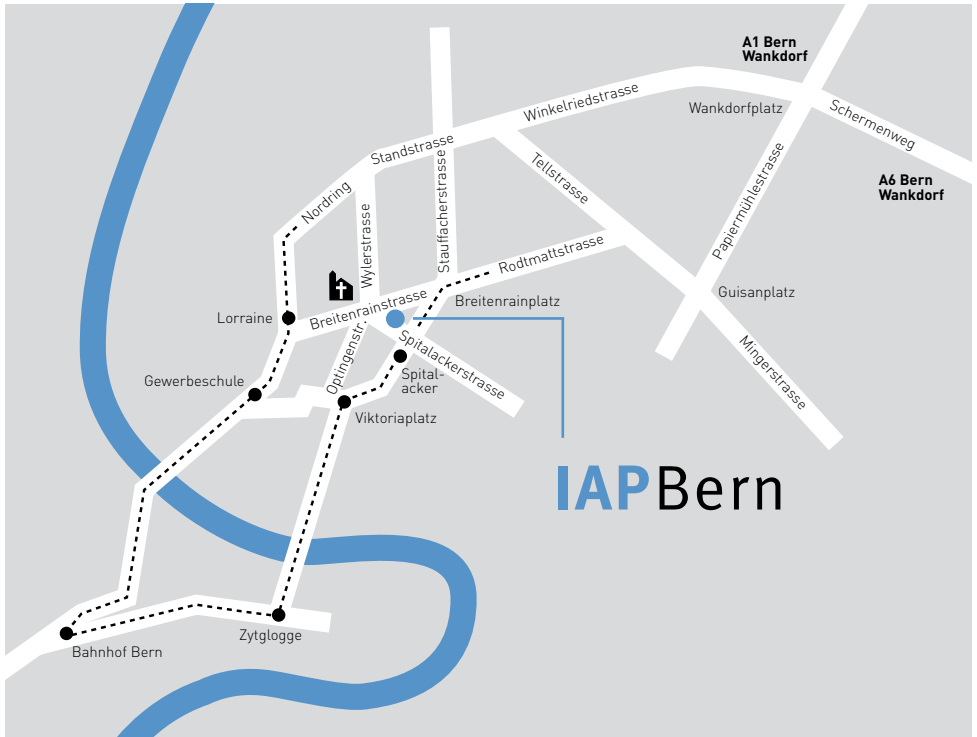 A1 Bern
Wankdorf
Winkelriedstrasse
Wankdorfplatz
Schermenweg
Standstrasse
Tellstrasse
A6 Bern
Wankdorf
Nordring
Wylerstrasse
Stauffacherstrasse
Papiermühlestrasse
Rodtmattstrasse
Guisanplatz
Breitenrainplatz
Breitenrainstrasse
Lorraine
Optingenstr.
Spitalackerstrasse
Mingerstrasse
Gewerbeschule
Spital-
acker
Viktoriaplatz
IAPBern
Zytglogge
Bahnhof Bern